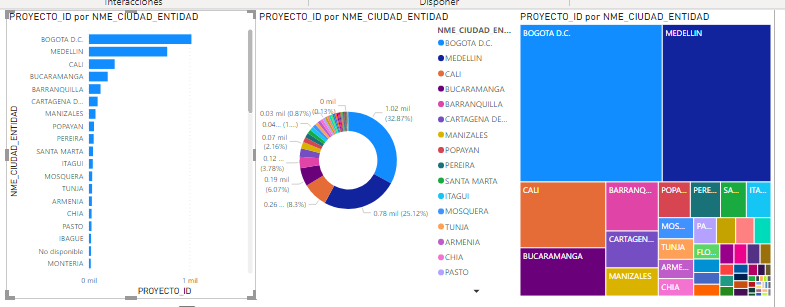 Interacciones
Disponer
PROYECTO_ID por NME_CIUDAD_ENTIDAD
NME_CIUDAD_ENTIDAD
BOGOTA D.C.
MEDELLIN
CALI
BUCARAMANGA
BARRANQUILLA
CARTAGENA D...
MANIZALES
POPAYAN
PEREIRA
SANTA MARTA
ITAGUI
MOSQUERA
TUNJA
ARMENIA
CHIA
PASTO
IBAGUE
No disponible
MONTERIA
0 mil
1 mil
PROYECTO_ID
PROYECTO_ID por NME_CIUDAD_ENTIDAD
0 mil
(0.13%)
0.03 mil (0.87%)
0.04... (1....)
0.07 mil
(2.16%)
0.12 ...
(3.78%)
0.19 mil
(6.07%)
0.26 ... (8.3%)
0.78 mil (25.12%)
1.02 mil
(32.87%)
NME_CIUDAD_EN...
BOGOTA D.C.
MEDELLIN
CALI
BUCARAMANGA
BARRANQUILLA
CARTAGENA DE...
MANIZALES
POPAYAN
PEREIRA
SANTA MARTA
ITAGUI
MOSQUERA
TUNJA
ARMENIA
CHIA
PASTO
PROYECTO_ID por NME_CIUDAD_ENTIDAD
BOGOTA D.C.
MEDELLIN
CALI
BUCARAMANGA
BARRANQ...
CARTAGEN...
MANIZALES
POPA...
PERE...
SA...
ITA...
MOS...
PA...
TUNJA
FLO...
ARME...
CHIA